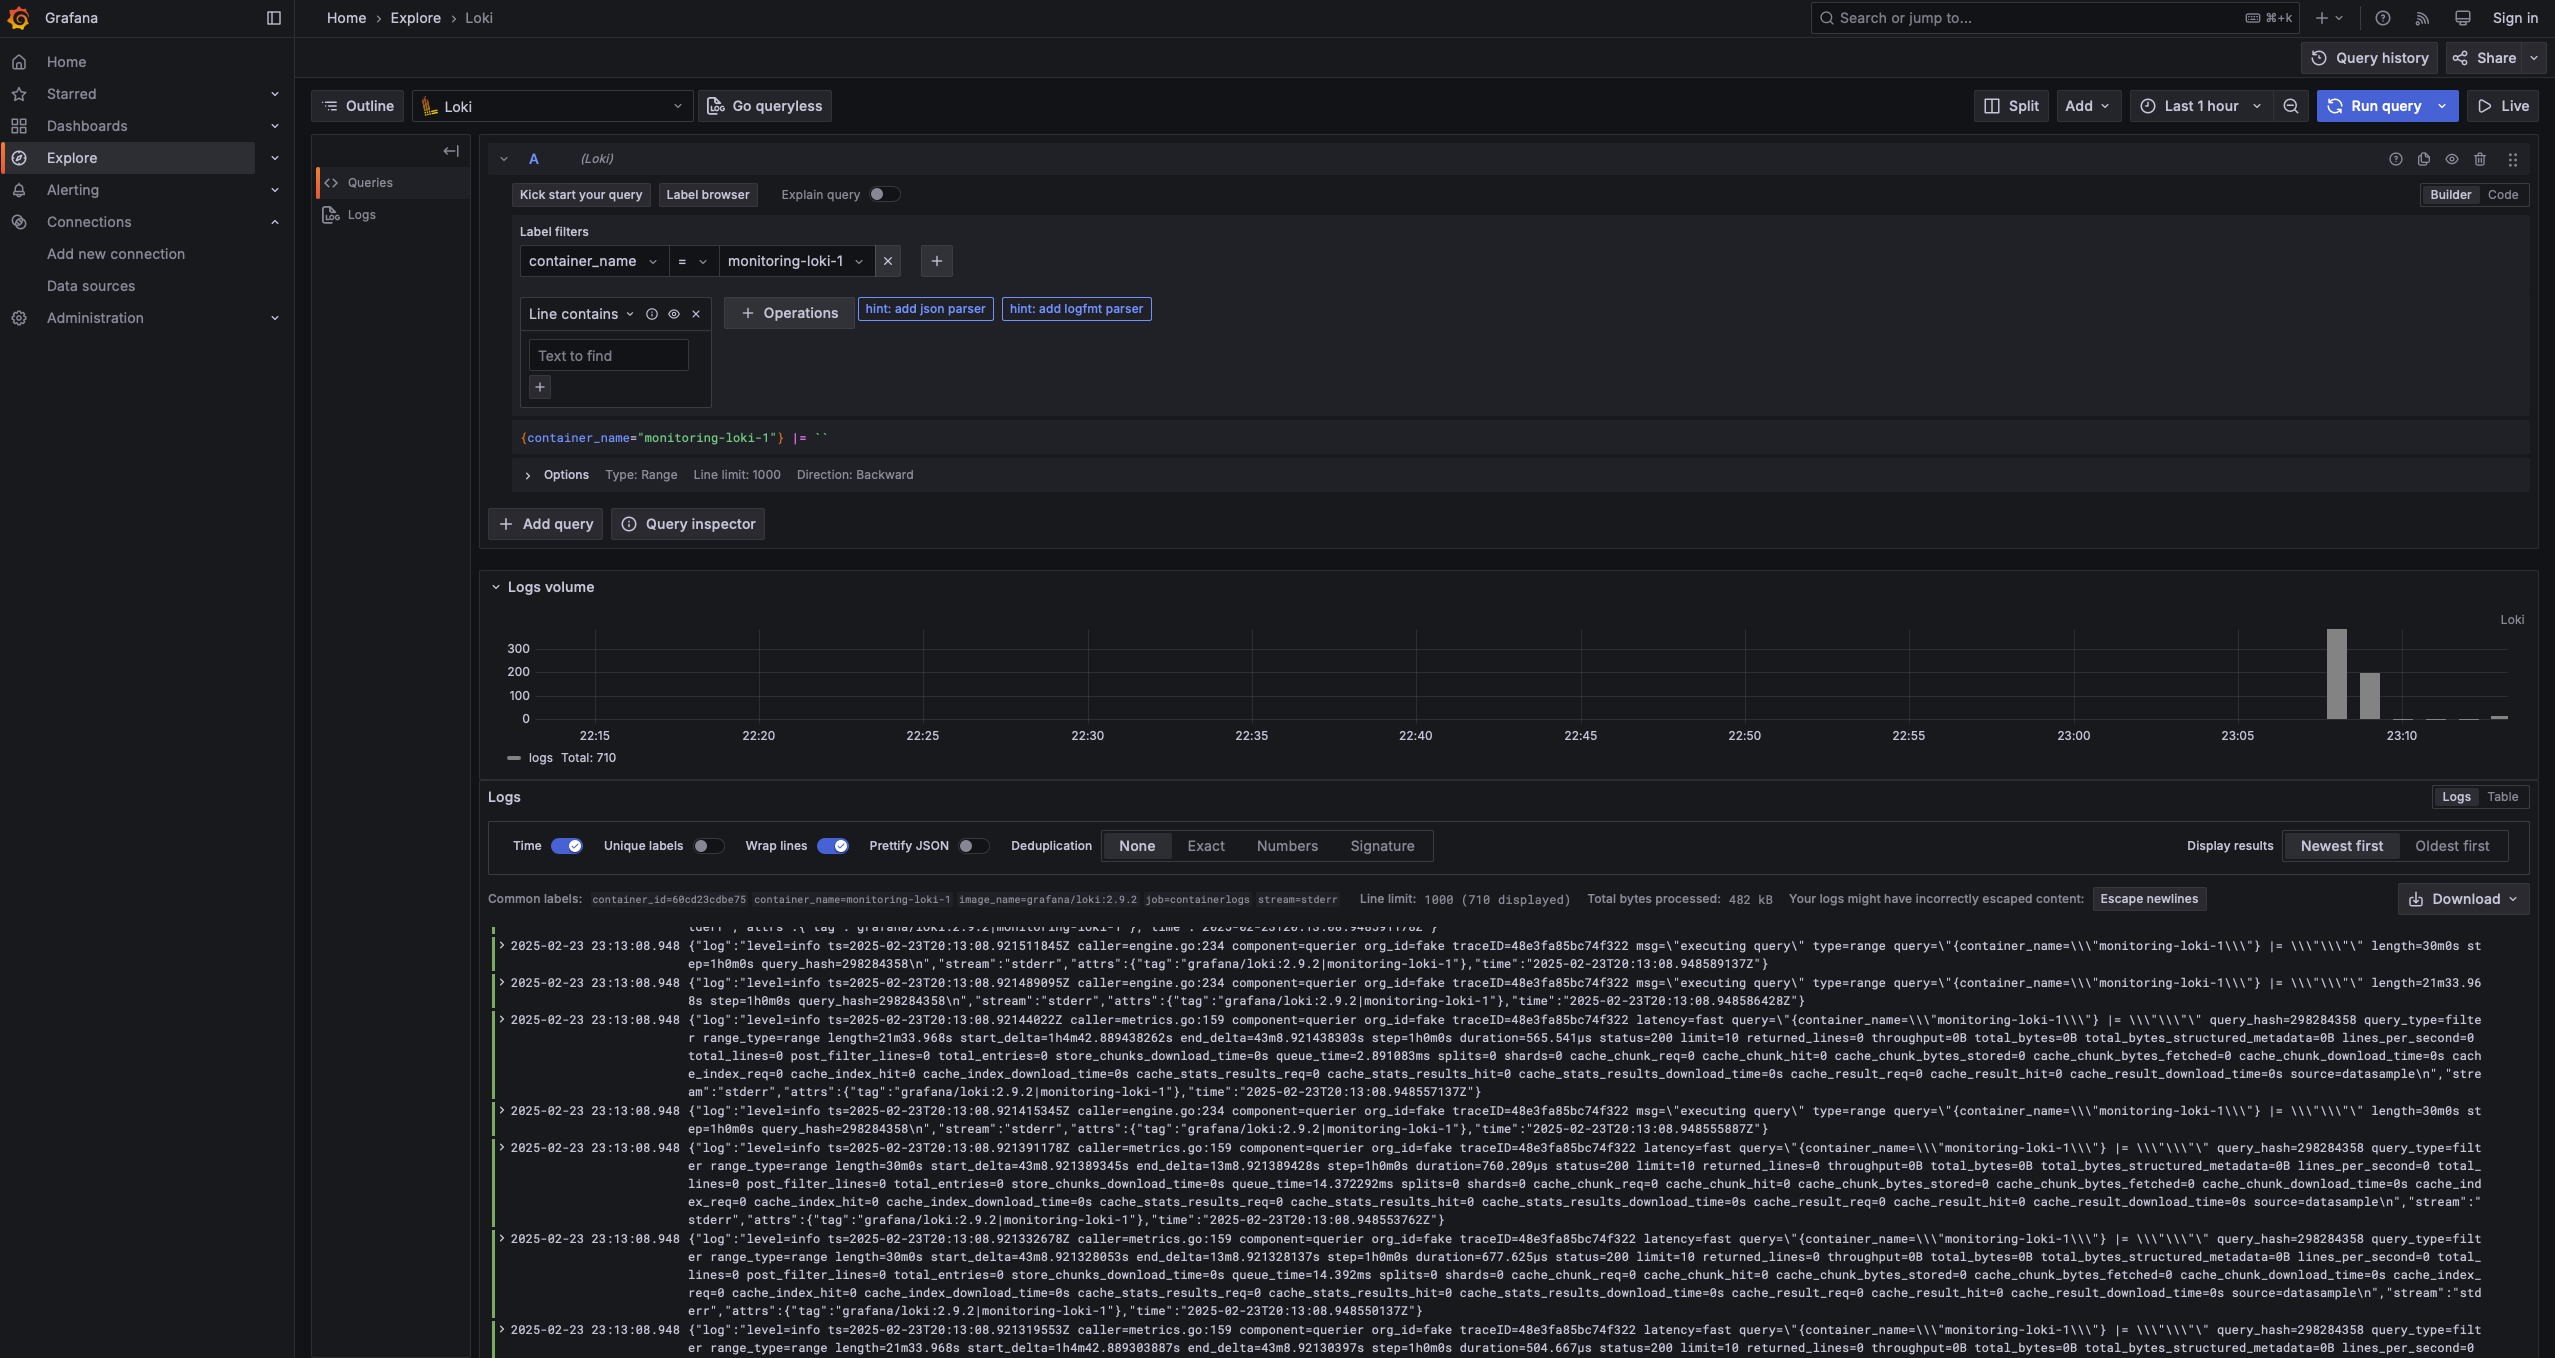 Grafana
Home › Explore › Loki
Search or jump to...
⌘+k
Sign in
Home
Starred
Dashboards
Explore
Alerting
Connections
Add new connection
Data sources
Administration
Query history
Share
Outline
Loki
Go queryless
Split
Add
Last 1 hour
Run query
Live
Queries
Logs
A (Loki)
Kick start your query
Label browser
Explain query
Builder Code
Label filters
container_name = monitoring-loki-1
Line contains
Operations
hint: add json parser
hint: add logfmt parser
Text to find
{container_name="monitoring-loki-1"} |= ``
Options Type: Range Line limit: 1000 Direction: Backward
Add query
Query inspector
Logs volume
Loki
300
200
100
0
22:15 22:20 22:25 22:30 22:35 22:40 22:45 22:50 22:55 23:00 23:05 23:10
logs Total: 710
Logs
Logs Table
Time Unique labels Wrap lines Prettify JSON Deduplication None Exact Numbers Signature
Display results Newest first Oldest first
Common labels: container_id=60cd23cdbe75 container_name=monitoring-loki-1 image_name=grafana/loki:2.9.2 job=containerlogs stream=stderr Line limit: 1000 (710 displayed) Total bytes processed: 482 kB Your logs might have incorrectly escaped content: Escape newlines
Download
2025-02-23 23:13:08.948 {"log":"level=info ts=2025-02-23T20:13:08.921511845Z caller=engine.go:234 component=querier org_id=fake traceID=48e3fa85bc74f322 msg=\"executing query\" type=range query=\"{container_name=\\\"monitoring-loki-1\\\"} |= \\\"\\\"\" length=30m0s st
ep=1h0m0s query_hash=298284358\n","stream":"stderr","attrs":{"tag":"grafana/loki:2.9.2|monitoring-loki-1"},"time":"2025-02-23T20:13:08.948589137Z"}
2025-02-23 23:13:08.948 {"log":"level=info ts=2025-02-23T20:13:08.921489095Z caller=engine.go:234 component=querier org_id=fake traceID=48e3fa85bc74f322 msg=\"executing query\" type=range query=\"{container_name=\\\"monitoring-loki-1\\\"} |= \\\"\\\"\" length=21m33.96
8s step=1h0m0s query_hash=298284358\n","stream":"stderr","attrs":{"tag":"grafana/loki:2.9.2|monitoring-loki-1"},"time":"2025-02-23T20:13:08.948586428Z"}
2025-02-23 23:13:08.948 {"log":"level=info ts=2025-02-23T20:13:08.92144022Z caller=metrics.go:159 component=querier org_id=fake traceID=48e3fa85bc74f322 latency=fast query=\"{container_name=\\\"monitoring-loki-1\\\"} |= \\\"\\\"\" query_hash=298284358 query_type=filte
r range_type=range length=21m33.968s start_delta=1h4m42.889438262s end_delta=43m8.921438303s step=1h0m0s duration=565.541µs status=200 limit=10 returned_lines=0 throughput=0B total_bytes=0B total_bytes_structured_metadata=0B lines_per_second=0
total_lines=0 post_filter_lines=0 total_entries=0 store_chunks_download_time=0s queue_time=2.891083ms splits=0 shards=0 cache_chunk_req=0 cache_chunk_hit=0 cache_chunk_bytes_stored=0 cache_chunk_bytes_fetched=0 cache_chunk_download_time=0s cach
e_index_req=0 cache_index_hit=0 cache_index_download_time=0s cache_stats_results_req=0 cache_stats_results_hit=0 cache_stats_results_download_time=0s cache_result_req=0 cache_result_hit=0 cache_result_download_time=0s source=datasample\n","stre
am":"stderr","attrs":{"tag":"grafana/loki:2.9.2|monitoring-loki-1"},"time":"2025-02-23T20:13:08.948557137Z"}
2025-02-23 23:13:08.948 {"log":"level=info ts=2025-02-23T20:13:08.921415345Z caller=engine.go:234 component=querier org_id=fake traceID=48e3fa85bc74f322 msg=\"executing query\" type=range query=\"{container_name=\\\"monitoring-loki-1\\\"} |= \\\"\\\"\" length=30m0s st
ep=1h0m0s query_hash=298284358\n","stream":"stderr","attrs":{"tag":"grafana/loki:2.9.2|monitoring-loki-1"},"time":"2025-02-23T20:13:08.948555887Z"}
2025-02-23 23:13:08.948 {"log":"level=info ts=2025-02-23T20:13:08.921391178Z caller=metrics.go:159 component=querier org_id=fake traceID=48e3fa85bc74f322 latency=fast query=\"{container_name=\\\"monitoring-loki-1\\\"} |= \\\"\\\"\" query_hash=298284358 query_type=filt
er range_type=range length=30m0s start_delta=43m8.921389345s end_delta=13m8.921389428s step=1h0m0s duration=760.209µs status=200 limit=10 returned_lines=0 throughput=0B total_bytes=0B total_bytes_structured_metadata=0B lines_per_second=0 total_
lines=0 post_filter_lines=0 total_entries=0 store_chunks_download_time=0s queue_time=14.372292ms splits=0 shards=0 cache_chunk_req=0 cache_chunk_hit=0 cache_chunk_bytes_stored=0 cache_chunk_bytes_fetched=0 cache_chunk_download_time=0s cache_ind
ex_req=0 cache_index_hit=0 cache_index_download_time=0s cache_stats_results_req=0 cache_stats_results_hit=0 cache_stats_results_download_time=0s cache_result_req=0 cache_result_hit=0 cache_result_download_time=0s source=datasample\n","stream":"
stderr","attrs":{"tag":"grafana/loki:2.9.2|monitoring-loki-1"},"time":"2025-02-23T20:13:08.948553762Z"}
2025-02-23 23:13:08.948 {"log":"level=info ts=2025-02-23T20:13:08.921332678Z caller=metrics.go:159 component=querier org_id=fake traceID=48e3fa85bc74f322 latency=fast query=\"{container_name=\\\"monitoring-loki-1\\\"} |= \\\"\\\"\" query_hash=298284358 query_type=filt
er range_type=range length=30m0s start_delta=43m8.921328053s end_delta=13m8.921328137s step=1h0m0s duration=677.625µs status=200 limit=10 returned_lines=0 throughput=0B total_bytes=0B total_bytes_structured_metadata=0B lines_per_second=0 total_
lines=0 post_filter_lines=0 total_entries=0 store_chunks_download_time=0s queue_time=14.392ms splits=0 shards=0 cache_chunk_req=0 cache_chunk_hit=0 cache_chunk_bytes_stored=0 cache_chunk_bytes_fetched=0 cache_chunk_download_time=0s cache_index_
req=0 cache_index_hit=0 cache_index_download_time=0s cache_stats_results_req=0 cache_stats_results_hit=0 cache_stats_results_download_time=0s cache_result_req=0 cache_result_hit=0 cache_result_download_time=0s source=datasample\n","stream":"std
err","attrs":{"tag":"grafana/loki:2.9.2|monitoring-loki-1"},"time":"2025-02-23T20:13:08.948550137Z"}
2025-02-23 23:13:08.948 {"log":"level=info ts=2025-02-23T20:13:08.921319553Z caller=metrics.go:159 component=querier org_id=fake traceID=48e3fa85bc74f322 latency=fast query=\"{container_name=\\\"monitoring-loki-1\\\"} |= \\\"\\\"\" query_hash=298284358 query_type=filt
er range_type=range length=21m33.968s start_delta=1h4m42.889303887s end_delta=43m8.92130397s step=1h0m0s duration=504.667µs status=200 limit=10 returned_lines=0 throughput=0B total_bytes=0B total_bytes_structured_metadata=0B lines_per_second=0